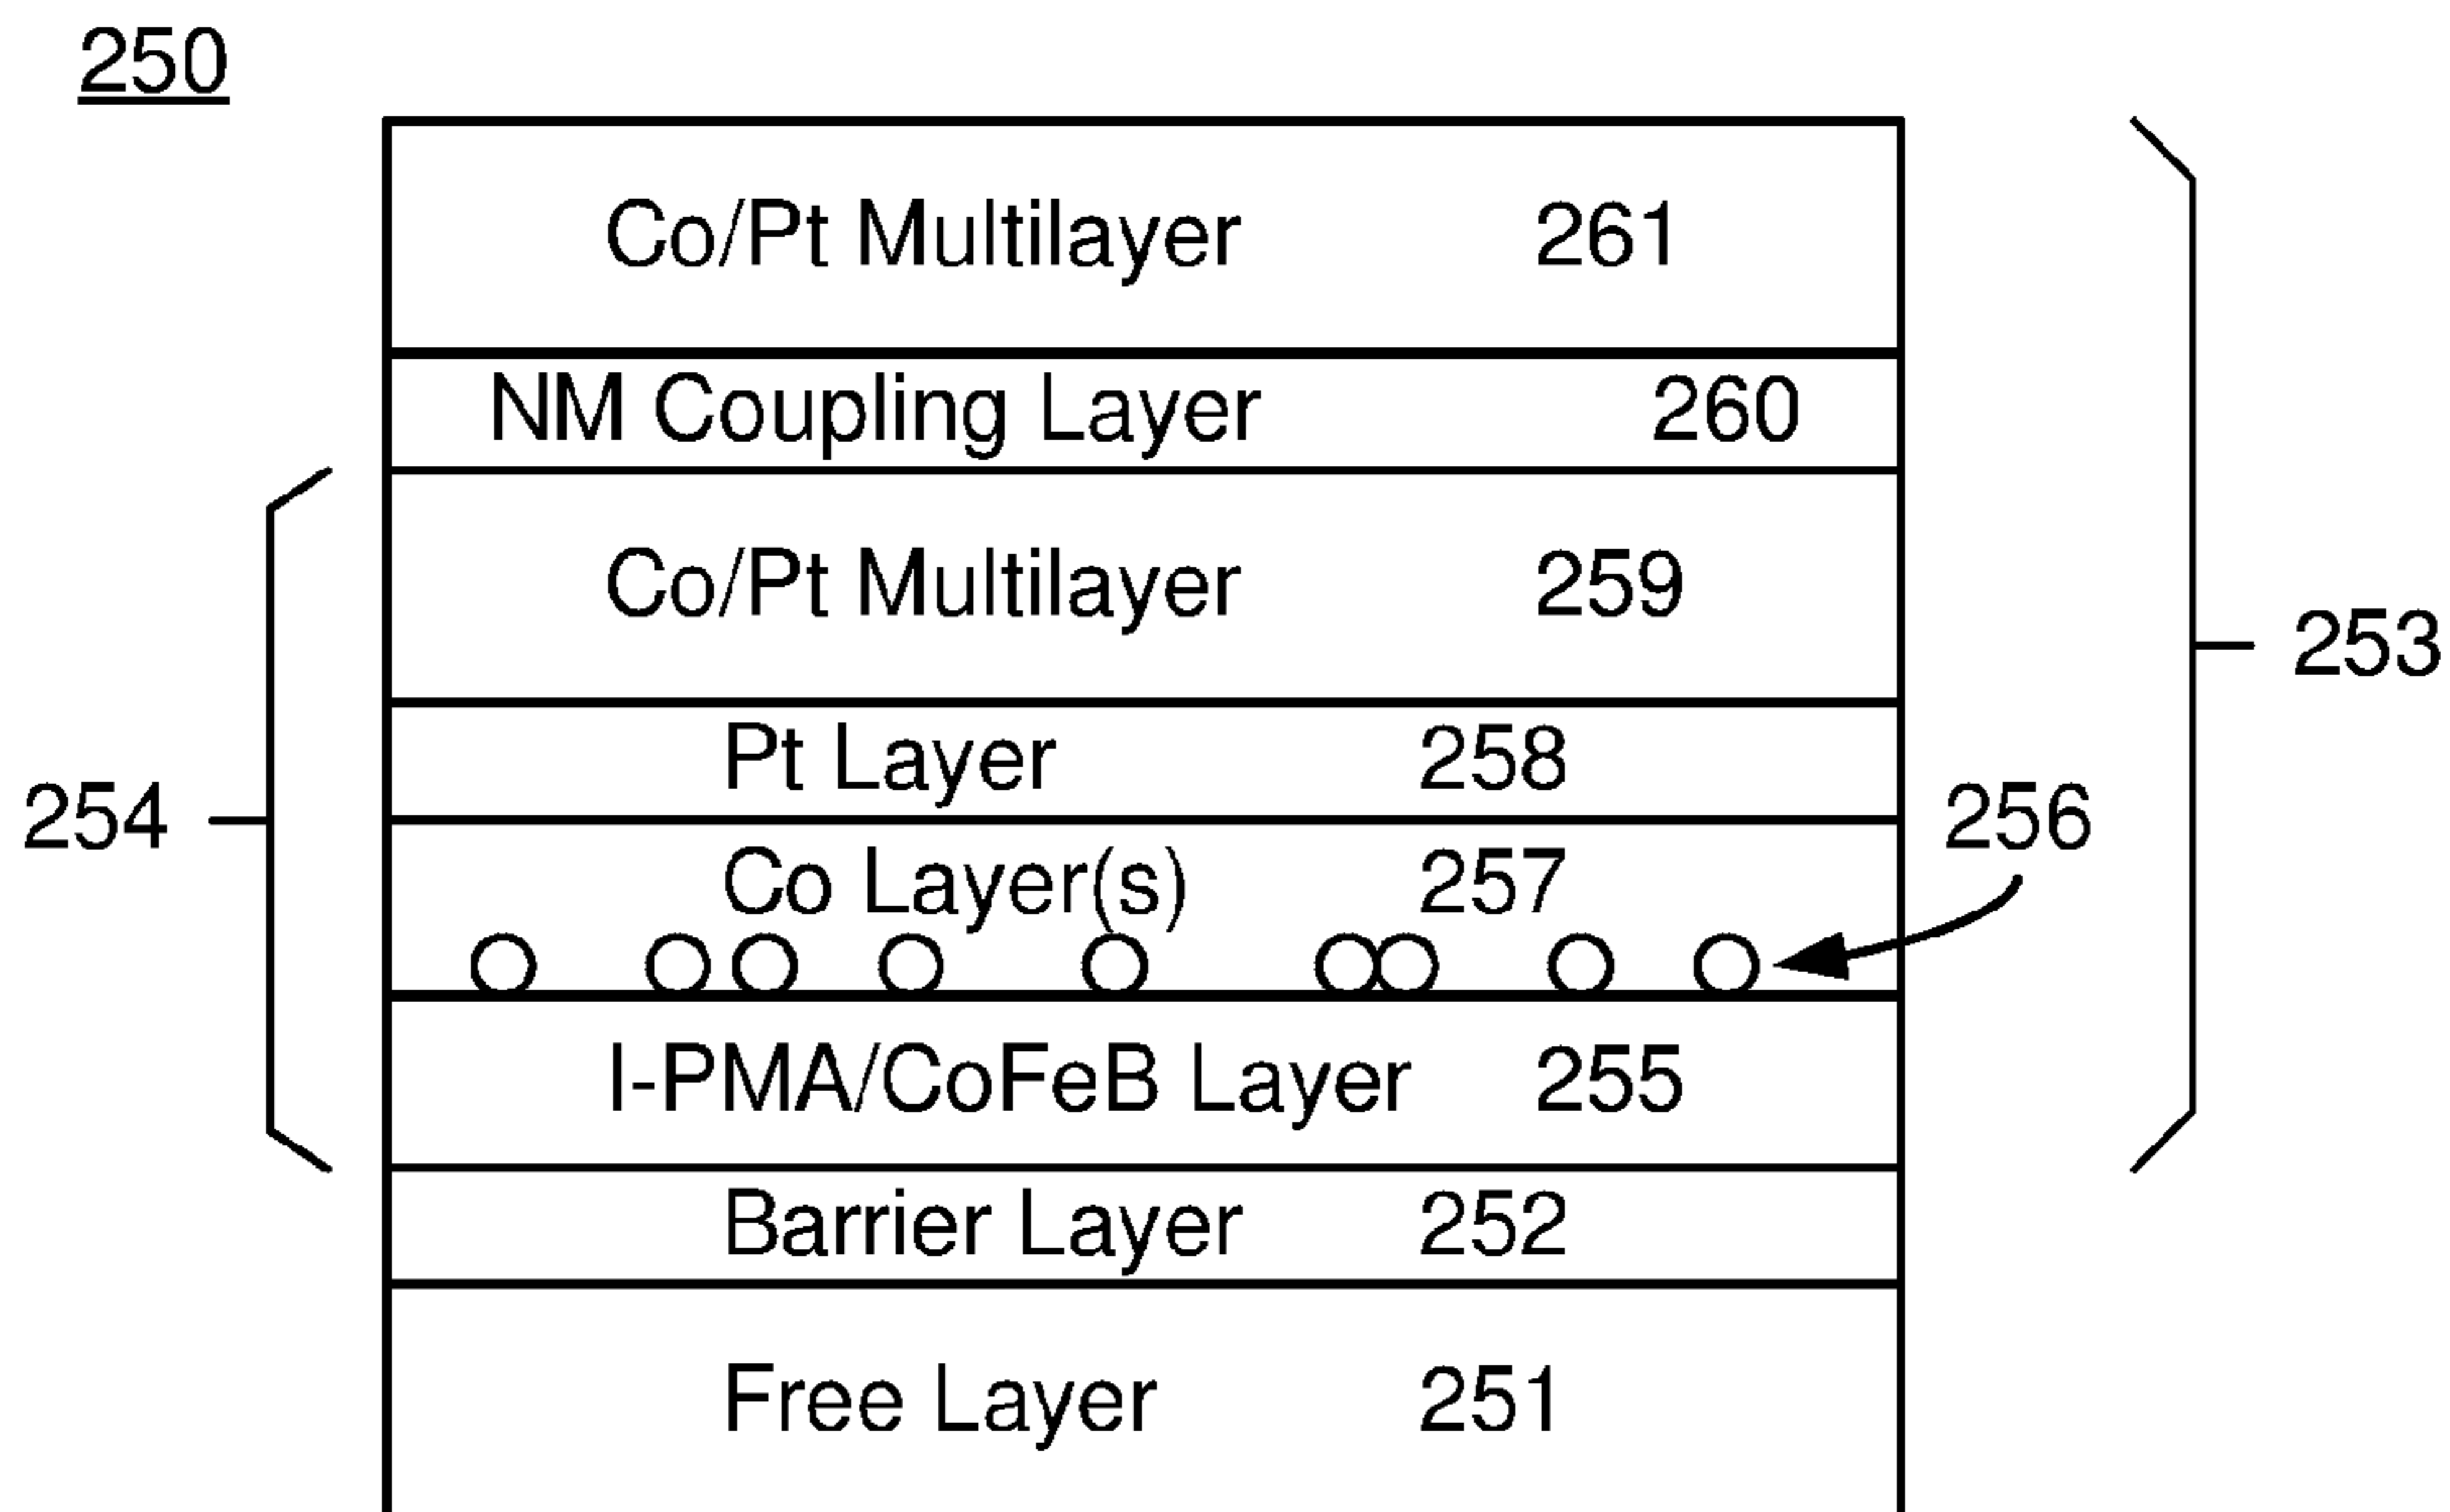 250
Co/Pt Multilayer 261
NM Coupling Layer 260
Co/Pt Multilayer 259
253
Pt Layer 258
254
256
Co Layer(s) 257
I-PMA/CoFeB Layer 255
Barrier Layer 252
Free Layer 251